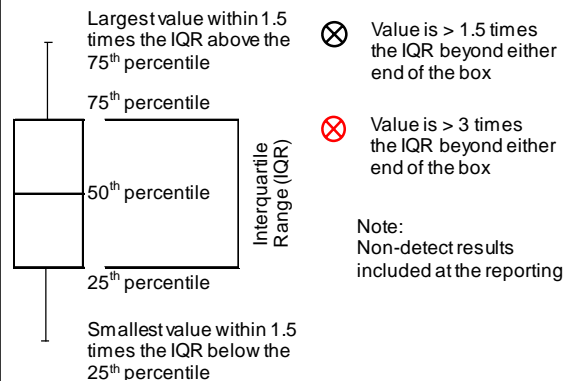 Largest value within 1.5
times the IQR above the
75th percentile
75th percentile
50th percentile
25th percentile
Smallest value within 1.5
times the IQR below the
25th percentile
Interquartile
Range (IQR)
Value is > 1.5 times
the IQR beyond either
end of the box
Value is > 3 times
the IQR beyond either
end of the box
Note:
Non-detect results
included at the reporting